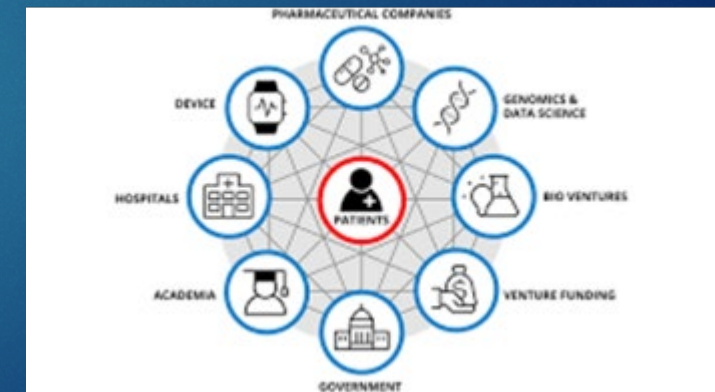 PHARMACEUTICAL COMPANIES
DEVICE
GENOMICS &
DATA SCIENCE
HOSPITALS
PATIENTS
BIO VENTURES
ACADEMIA
VENTURE FUNDING
GOVERNMENT